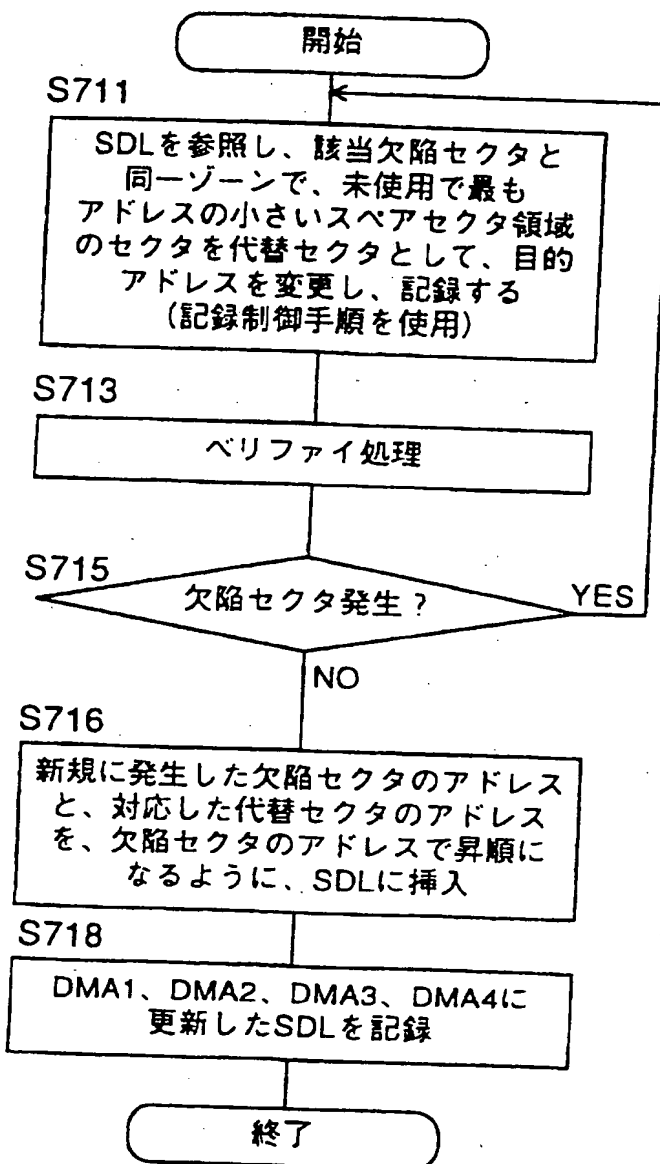 開始
S711
SDLを参照し、該当欠陥セクタと
同一ゾーンで、未使用で最も
アドレスの小さいスペアセクタ領域
のセクタを代替セクタとして、目的
アドレスを変更し、記録する
(記録制御手順を使用)
S713
ベリファイ処理
S715
欠陥セクタ発生?
YES
NO
S716
新規に発生した欠陥セクタのアドレス
と、対応した代替セクタのアドレス
を、欠陥セクタのアドレスで昇順に
なるように、SDLに挿入
S718
DMA1、DMA2、DMA3、DMA4に
更新したSDLを記録
終了